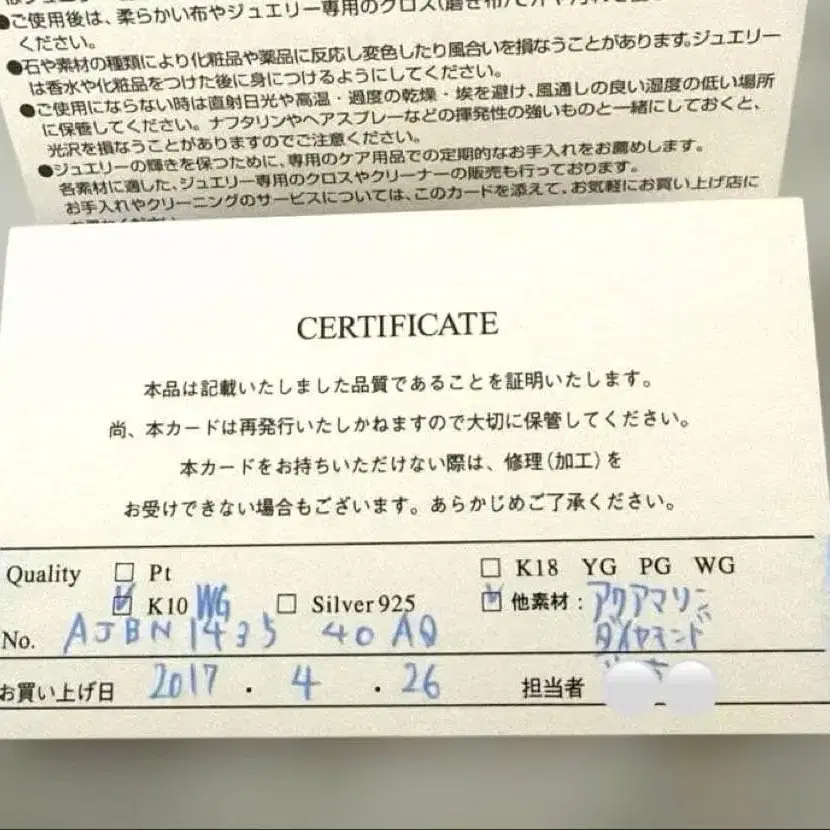 ●ご使用後は、柔らかい布やジュエリー専用のクロス(磨き布)で
ください。
●石や素材の種類により化粧品や薬品に反応し変色したり風合いを損なうことがあります。ジュエリー
は香水や化粧品をつけた後に身につけるようにしてください。
●ご使用にならない時は直射日光や高温・過度の乾燥・埃を避け、風通しの良い湿度の低い場所
に保管してください。ナフタリンやヘアスプレーなどの揮発性の強いものと一緒にしておくと、
光沢を損なうことがありますのでご注意ください。
●ジュエリーの輝きを保つために、専用のケア用品での定期的なお手入れをお薦めします。
各素材に適した、ジュエリー専用のクロスやクリーナーの販売も行っております。
お手入れやクリーニングのサービスについては、このカードを添えて、お気軽にお買い上げ店に
CERTIFICATE
本品は記載いたしました品質であることを証明いたします。
尚、本カードは再発行いたしかねますので大切に保管してください。
本カードをお持ちいただけない際は、修理(加工)を
お受けできない場合もございます。あらかじめご了承ください。
Quality □ Pt □ K18 YG PG WG
☑ K10 WG □ Silver925 ☑ 他素材 : アクアマリン
No. AJBN1435 40 AQ ダイヤモンド
お買い上げ日 2017 . 4 . 26 担当者